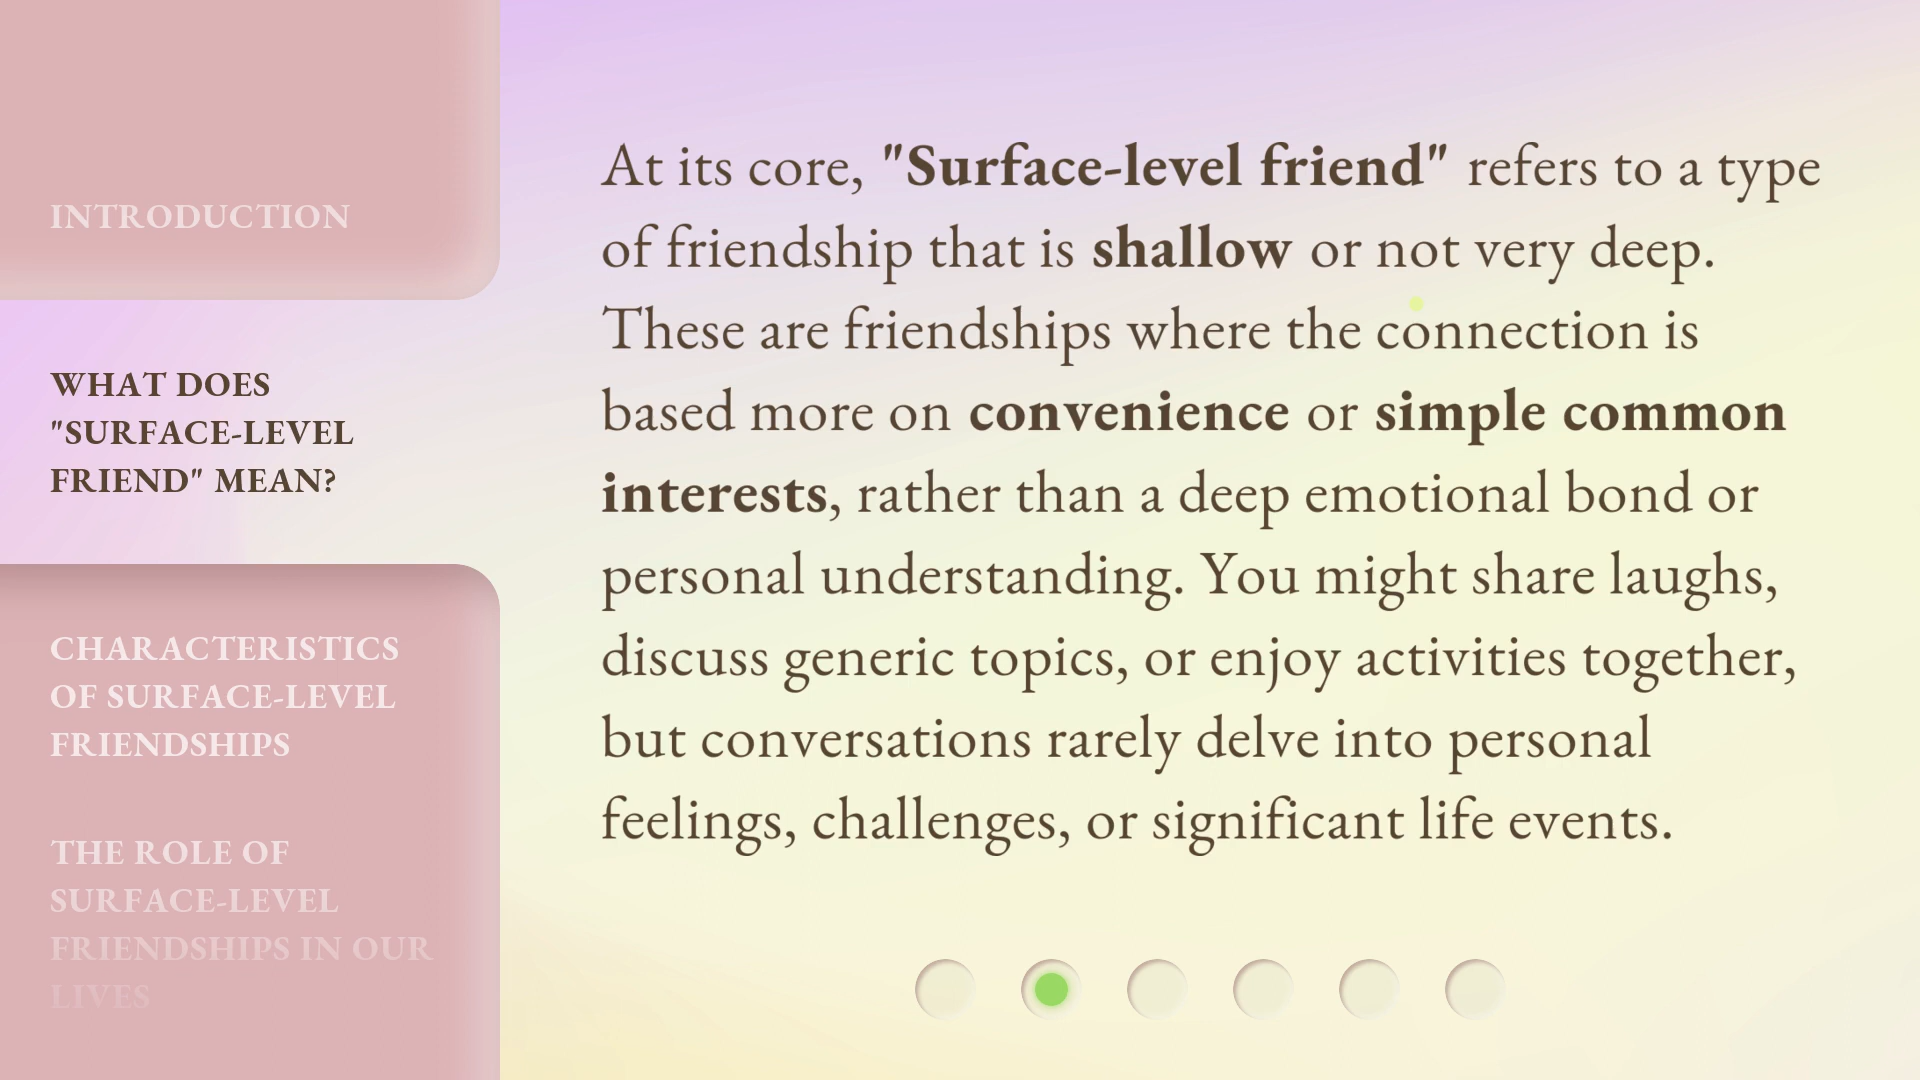 INTRODUCTION
WHAT DOES
"SURFACE-LEVEL
FRIEND" MEAN?
CHARACTERISTICS
OF SURFACE-LEVEL
FRIENDSHIPS
THE ROLE OF
SURFACE-LEVEL
FRIENDSHIPS IN OUR
LIVES
At its core, "Surface-level friend" refers to a type
of friendship that is shallow or not very deep.
These are friendships where the connection is
based more on convenience or simple common
interests, rather than a deep emotional bond or
personal understanding. You might share laughs,
discuss generic topics, or enjoy activities together,
but conversations rarely delve into personal
feelings, challenges, or significant life events.